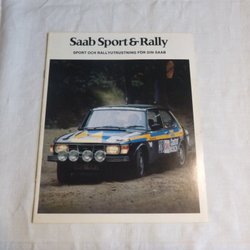 Saab Sport & Rally
SPORT OCH RALLYUTRUSTNING FÖR DIN SAAB